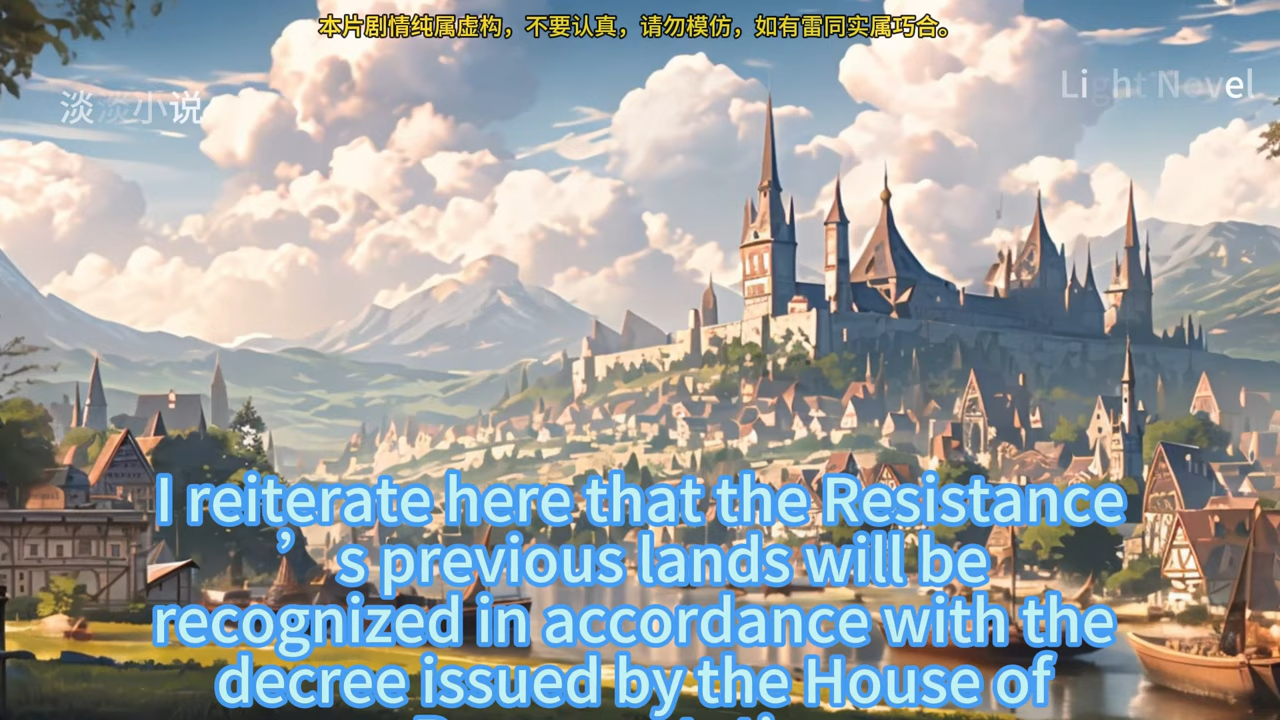 本片剧情纯属虚构，不要认真，请勿模仿，如有雷同实属巧合。
淡淡小说
Light Novel
I reiterate here that the Resistance
’s previous lands will be
recognized in accordance with the
decree issued by the House of